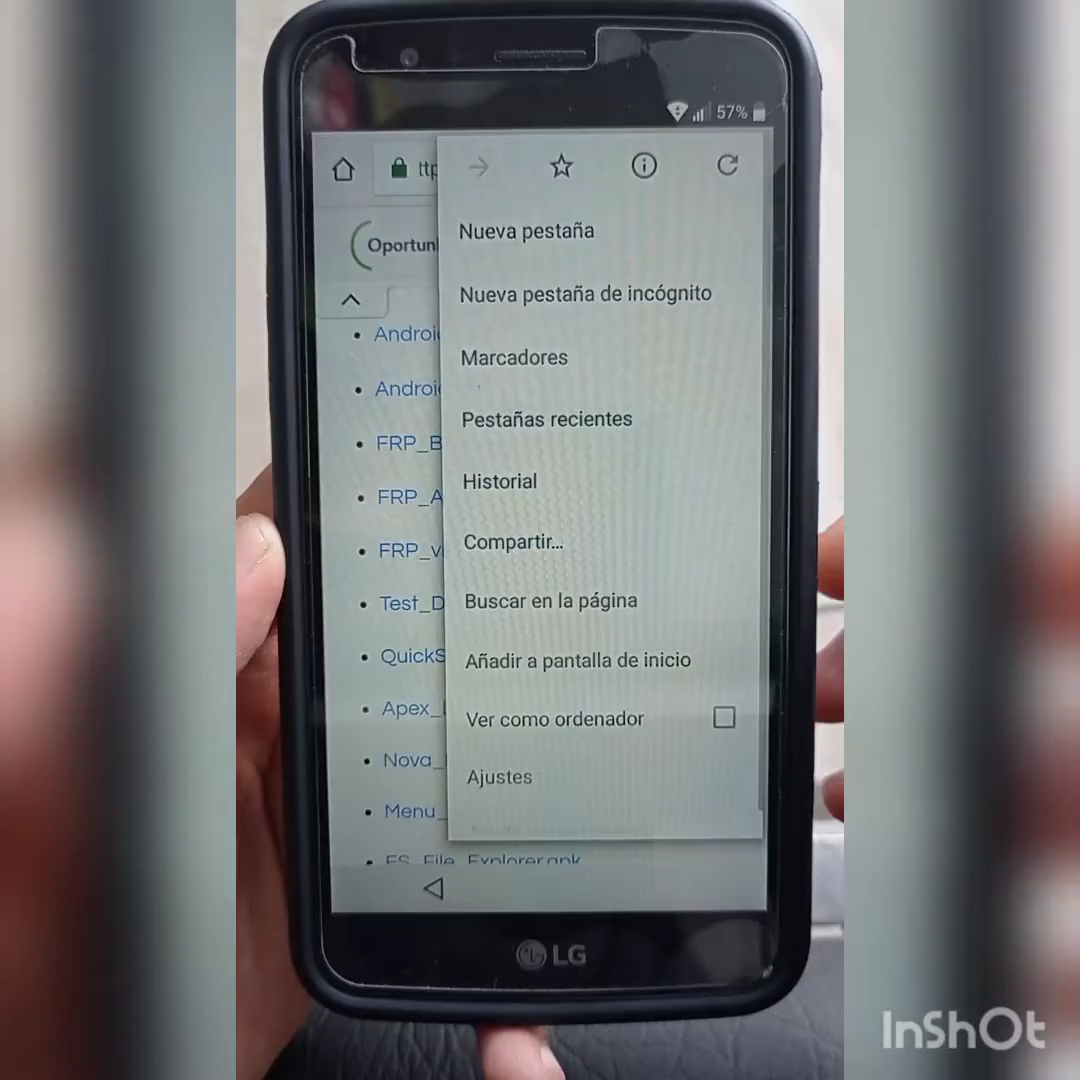 57%
Nueva pestaña
Oportun
Nueva pestaña de incógnito
Androi
Marcadores
Androi
Pestañas recientes
FRP_B
Historial
FRP_A
Compartir...
FRP_v
Buscar en la página
Test_D
QuickS
Añadir a pantalla de inicio
Apex_
Ver como ordenador
Nova_
Ajustes
Menu_
ES_File_Explorer.apk
LG
InShOt